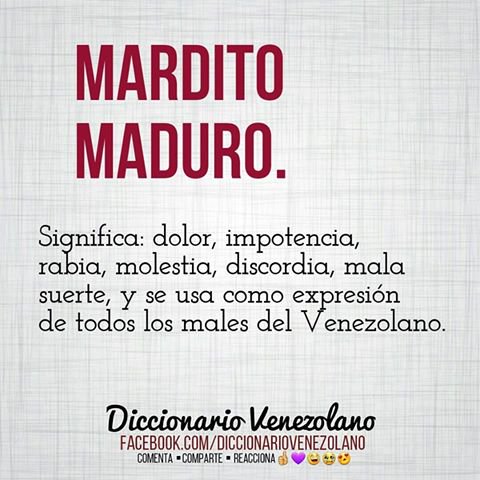 MARDITO
MADURO.
Significa: dolor, impotencia,
rabia, molestia, discordia, mala
suerte, y se usa como expresión
de todos los males del Venezolano.
Diccionario Venezolano
FACEBOOK.COM/DICCIONARIOVENEZOLANO
COMENTA ▪ COMPARTE ▪ REACCIONA ☝💜😄😍